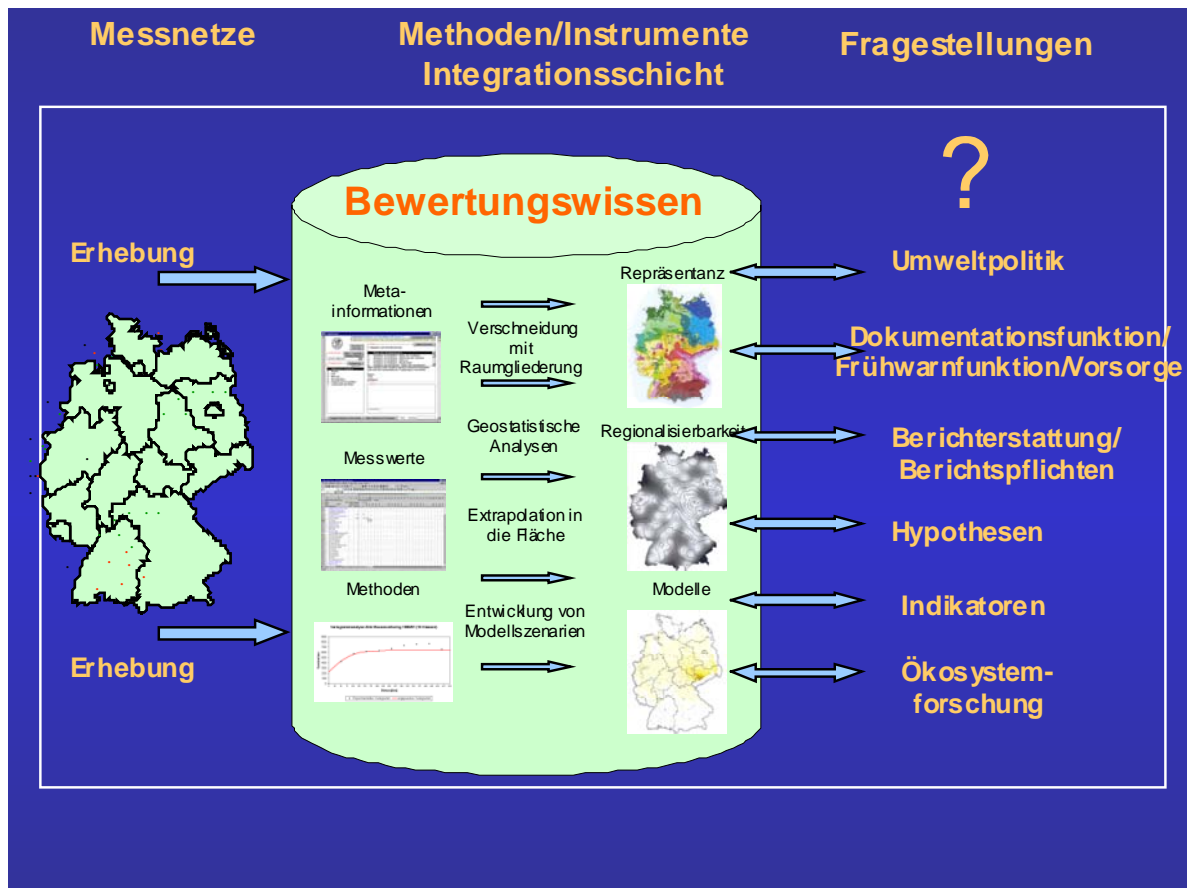 Messnetze
Methoden/Instrumente
Integrationsschicht
Fragestellungen
?
Bewertungswissen
Erhebung
Erhebung
Meta-
informationen
Messwerte
Methoden
Verschneidung
mit
Raumgliederung
Geostatistische
Analysen
Extrapolation in
die Fläche
Entwicklung von
Modellszenarien
Repräsentanz
Regionalisierbarkeit
Modelle
Umweltpolitik
Dokumentationsfunktion/
Frühwarnfunktion/Vorsorge
Berichterstattung/
Berichtspflichten
Hypothesen
Indikatoren
Ökosystem-
forschung